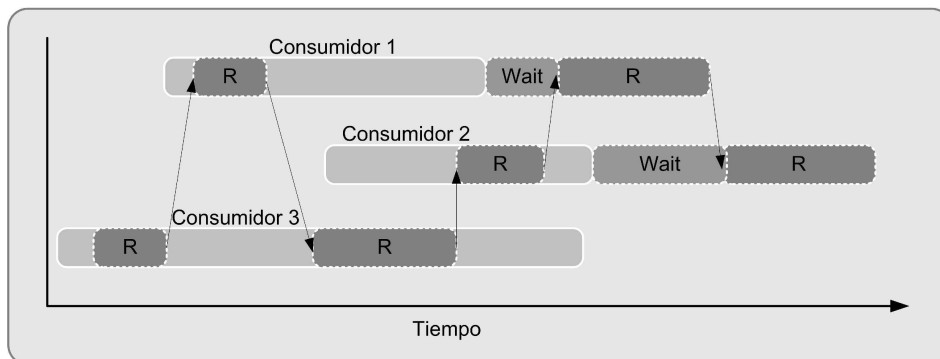 Consumidor 1
R
Wait
R
Consumidor 2
R
Wait
R
Consumidor 3
R
R
Tiempo